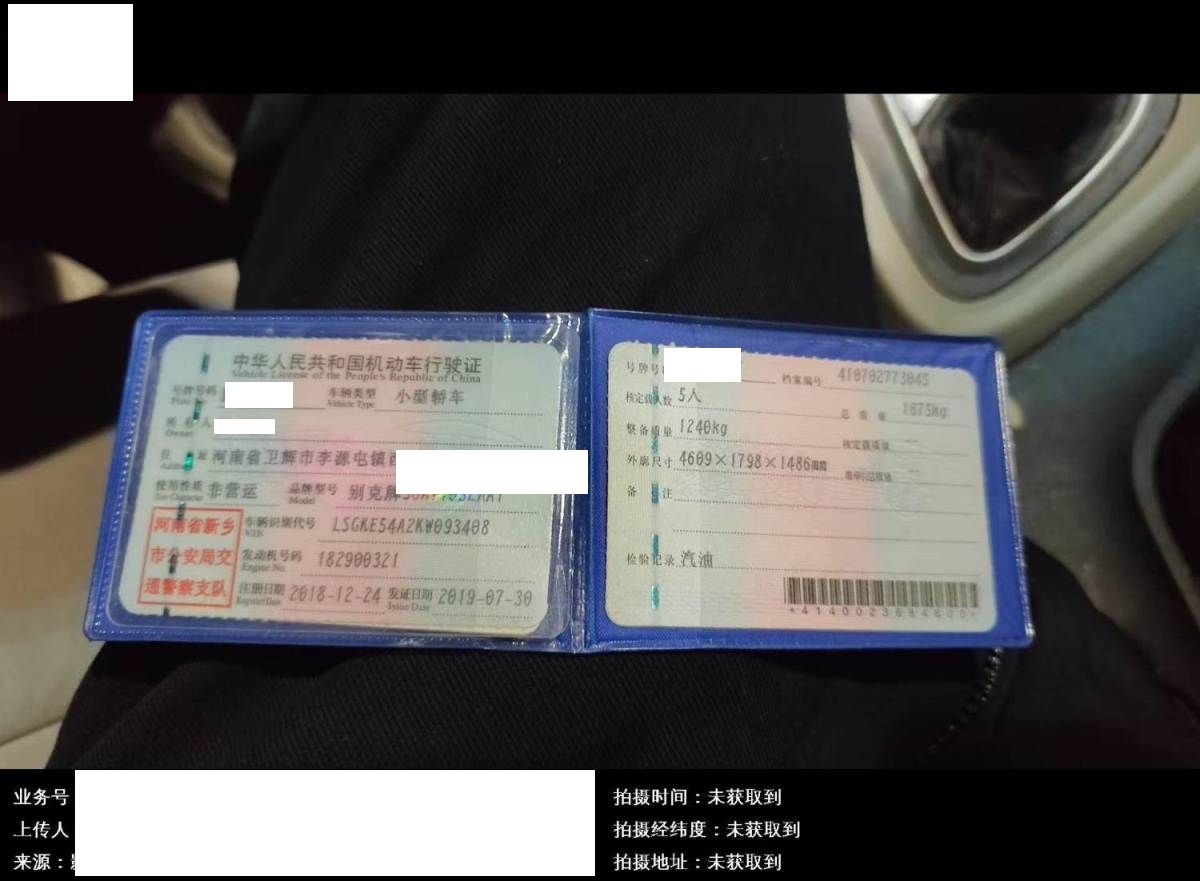 中华人民共和国机动车行驶证
Vehicle License of the People's Republic of China
号牌号码
车辆类型 小型轿车
Vehicle Type
Owner
河南省卫辉市李源屯镇
使用性质 非营运 品牌型号 别克牌
Use Character Model
河南省新乡
市公安局交
通警察支队
车辆识别代号 LSGKE54A2KW093408
VIN
发动机号码 182900321
Engine No.
注册日期 2018-12-24 发证日期 2019-07-30
Register Date Issue Date
号牌号
档案编号 410702773045
核定载人数 5人
总质量 1675kg
整备质量 1240kg
核定载质量 --
外廓尺寸 4609×1798×1486mm
备注
检验记录 汽油
业务号
上传人
来源:
拍摄时间:未获取到
拍摄经纬度:未获取到
拍摄地址:未获取到